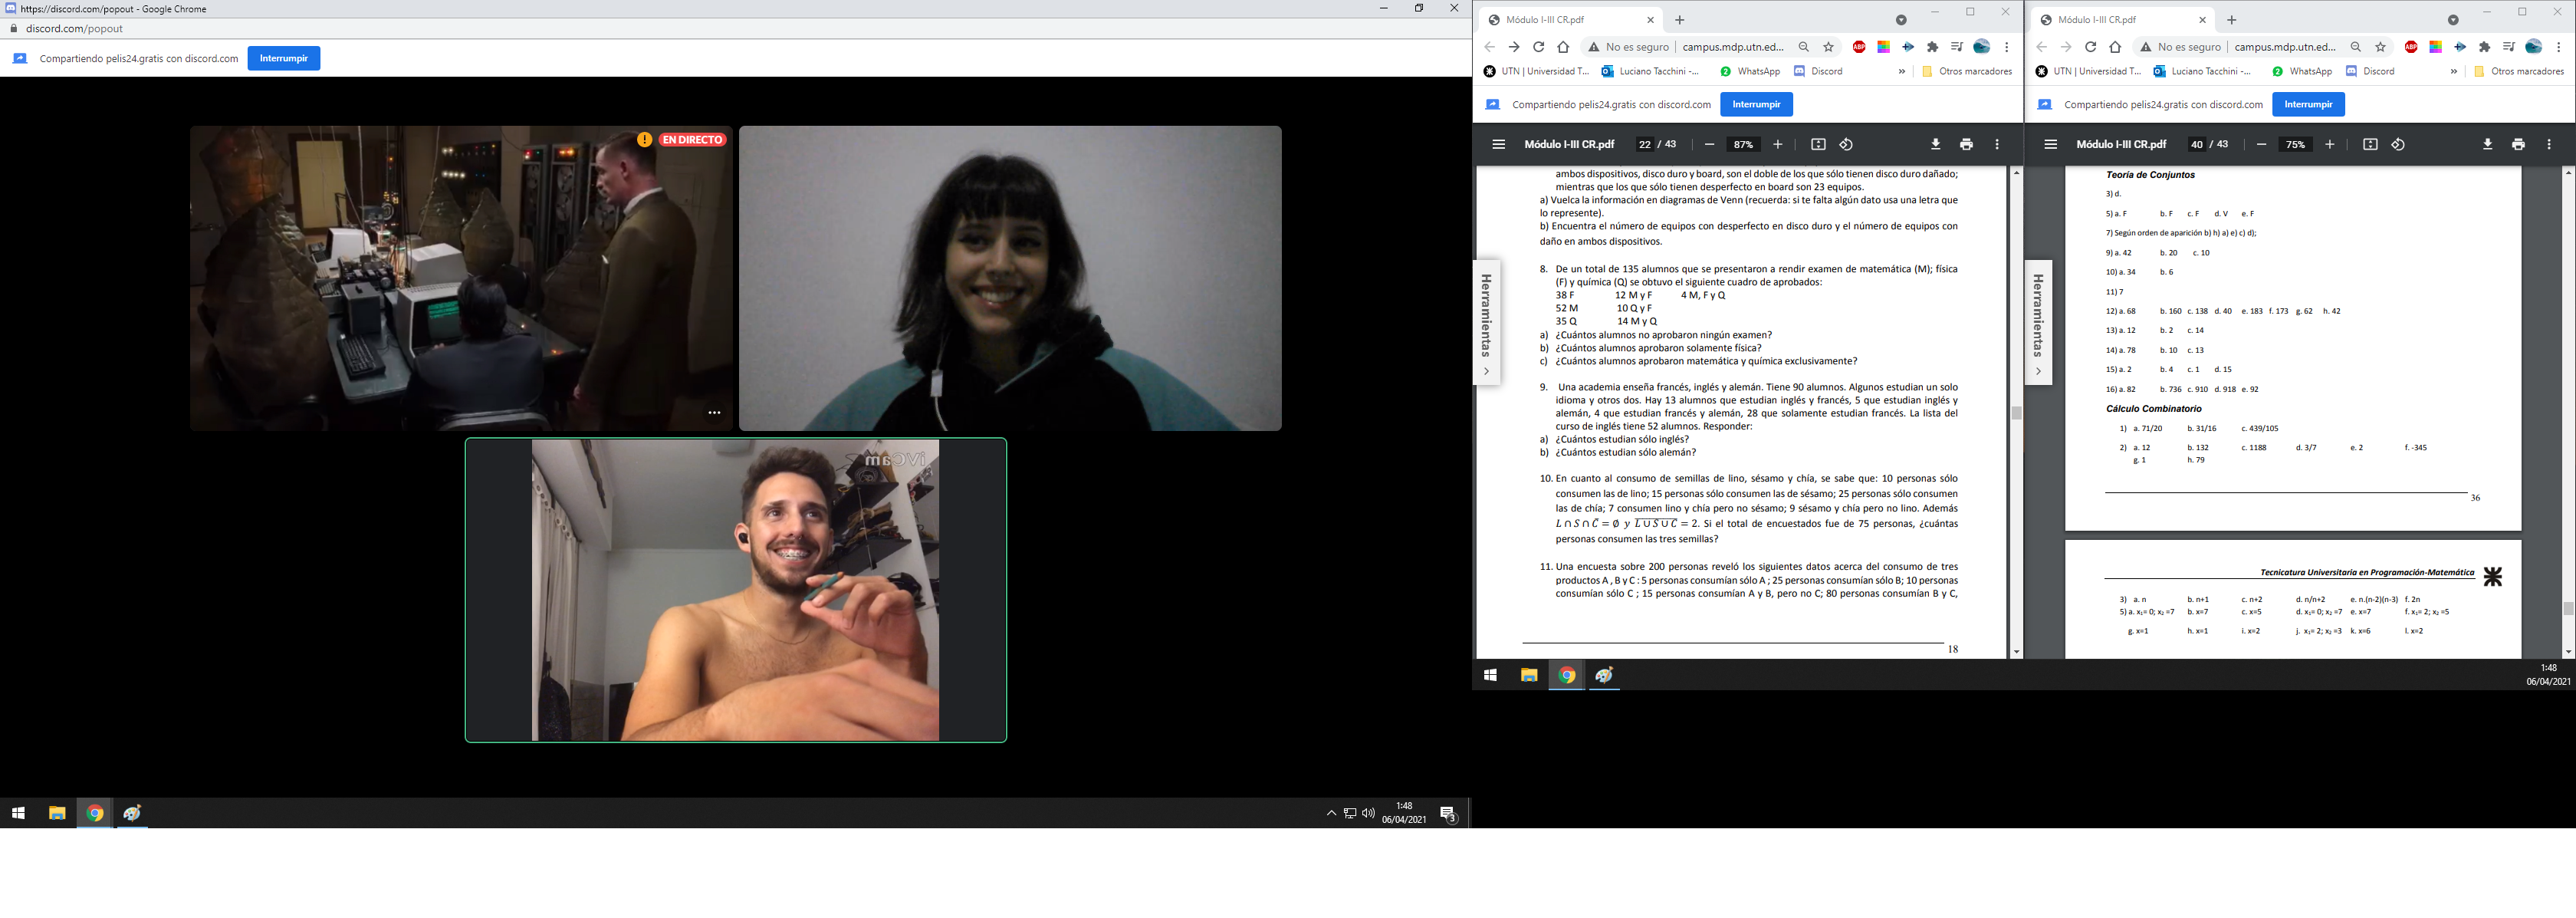 https://discord.com/popout - Google Chrome
discord.com/popout
Compartiendo pelis24.gratis con discord.com
Interrumpir
EN DIRECTO
iVCam
1:48
06/04/2021
3
Módulo I-III CR.pdf
No es seguro
campus.mdp.utn.ed...
ABP
UTN | Universidad T...
Luciano Tacchini -...
2
WhatsApp
Discord
»
Otros marcadores
Compartiendo pelis24.gratis con discord.com
Interrumpir
Módulo I-III CR.pdf
22 / 43
87%
Herramientas
ambos dispositivos, disco duro y board, son el doble de los que sólo tienen disco duro dañado;
mientras que los que sólo tienen desperfecto en board son 23 equipos.
a) Vuelca la información en diagramas de Venn (recuerda: si te falta algún dato usa una letra que
lo represente).
b) Encuentra el número de equipos con desperfecto en disco duro y el número de equipos con
daño en ambos dispositivos.
8. De un total de 135 alumnos que se presentaron a rendir examen de matemática (M); física
(F) y química (Q) se obtuvo el siguiente cuadro de aprobados:
38 F 12 M y F 4 M, F y Q
52 M 10 Q y F
35 Q 14 M y Q
a) ¿Cuántos alumnos no aprobaron ningún examen?
b) ¿Cuántos alumnos aprobaron solamente física?
c) ¿Cuántos alumnos aprobaron matemática y química exclusivamente?
9. Una academia enseña francés, inglés y alemán. Tiene 90 alumnos. Algunos estudian un solo
idioma y otros dos. Hay 13 alumnos que estudian inglés y francés, 5 que estudian inglés y
alemán, 4 que estudian francés y alemán, 28 que solamente estudian francés. La lista del
curso de inglés tiene 52 alumnos. Responder:
a) ¿Cuántos estudian sólo inglés?
b) ¿Cuántos estudian sólo alemán?
10. En cuanto al consumo de semillas de lino, sésamo y chía, se sabe que: 10 personas sólo
consumen las de lino; 15 personas sólo consumen las de sésamo; 25 personas sólo consumen
las de chía; 7 consumen lino y chía pero no sésamo; 9 sésamo y chía pero no lino. Además
L ∩ S ∩ C̄ = ∅ y L̅ ∪̅ S̅ ∪̅ C̅ = 2. Si el total de encuestados fue de 75 personas, ¿cuántas
personas consumen las tres semillas?
11. Una encuesta sobre 200 personas reveló los siguientes datos acerca del consumo de tres
productos A , B y C : 5 personas consumían sólo A ; 25 personas consumían sólo B; 10 personas
consumían sólo C ; 15 personas consumían A y B, pero no C; 80 personas consumían B y C,
18
Módulo I-III CR.pdf
No es seguro
campus.mdp.utn.ed...
ABP
UTN | Universidad T...
Luciano Tacchini -...
2
WhatsApp
Discord
»
Otros marcadores
Compartiendo pelis24.gratis con discord.com
Interrumpir
Módulo I-III CR.pdf
40 / 43
75%
Herramientas
Teoría de Conjuntos
3) d.
5) a. F b. F c. F d. V e. F
7) Según orden de aparición b) h) a) e) c) d);
9) a. 42 b. 20 c. 10
10) a. 34 b. 6
11) 7
12) a. 68 b. 160 c. 138 d. 40 e. 183 f. 173 g. 62 h. 42
13) a. 12 b. 2 c. 14
14) a. 78 b. 10 c. 13
15) a. 2 b. 4 c. 1 d. 15
16) a. 82 b. 736 c. 910 d. 918 e. 92
Cálculo Combinatorio
1) a. 71/20 b. 31/16 c. 439/105
2) a. 12 b. 132 c. 1188 d. 3/7 e. 2 f. -345
g. 1 h. 79
36
Tecnicatura Universitaria en Programación-Matemática
3) a. n b. n+1 c. n+2 d. n/n+2 e. n.(n-2)(n-3) f. 2n
5) a. x₁= 0; x₂ =7 b. x=7 c. x=5 d. x₁= 0; x₂ =7 e. x=7 f. x₁= 2; x₂ =5
g. x=1 h. x=1 i. x=2 j. x₁= 2; x₂ =3 k. x=6 l. x=2
1:48
06/04/2021